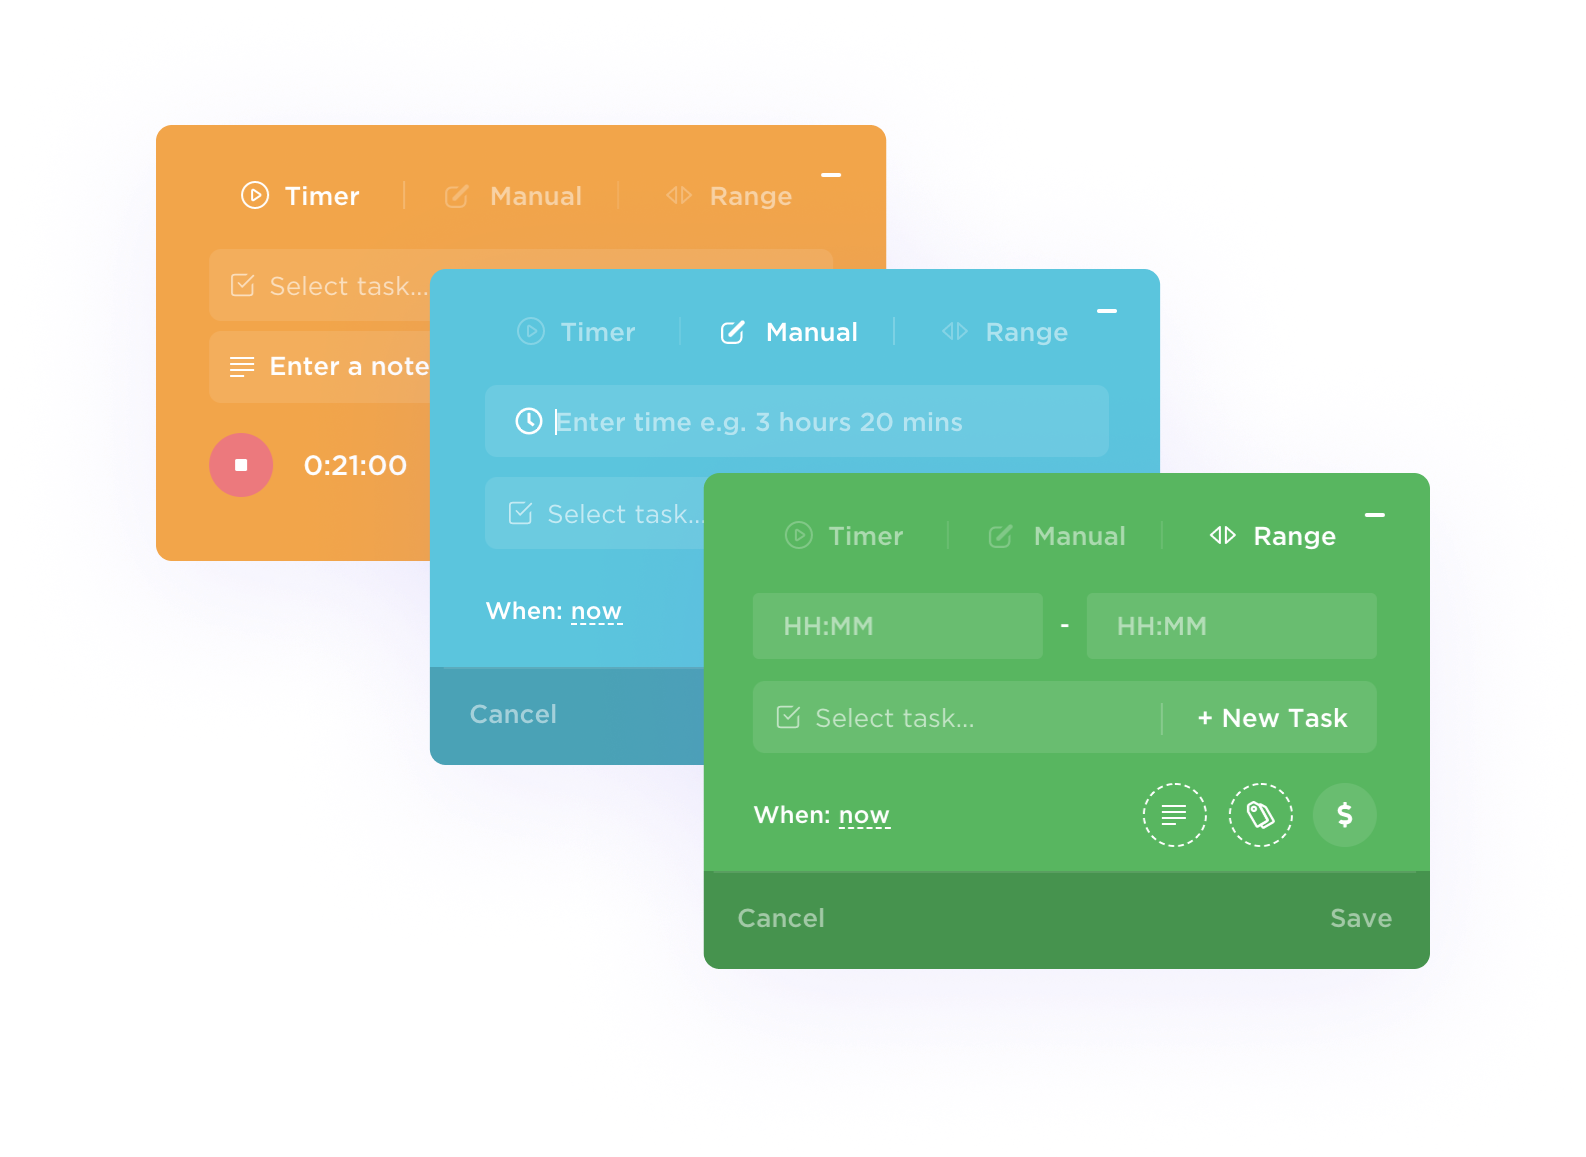 Timer Manual Range
Select task...
Enter a note
0:21:00
Timer Manual Range
Enter time e.g. 3 hours 20 mins
Select task...
When: now
Cancel
Timer Manual Range
HH:MM - HH:MM
Select task... + New Task
When: now $
Cancel Save